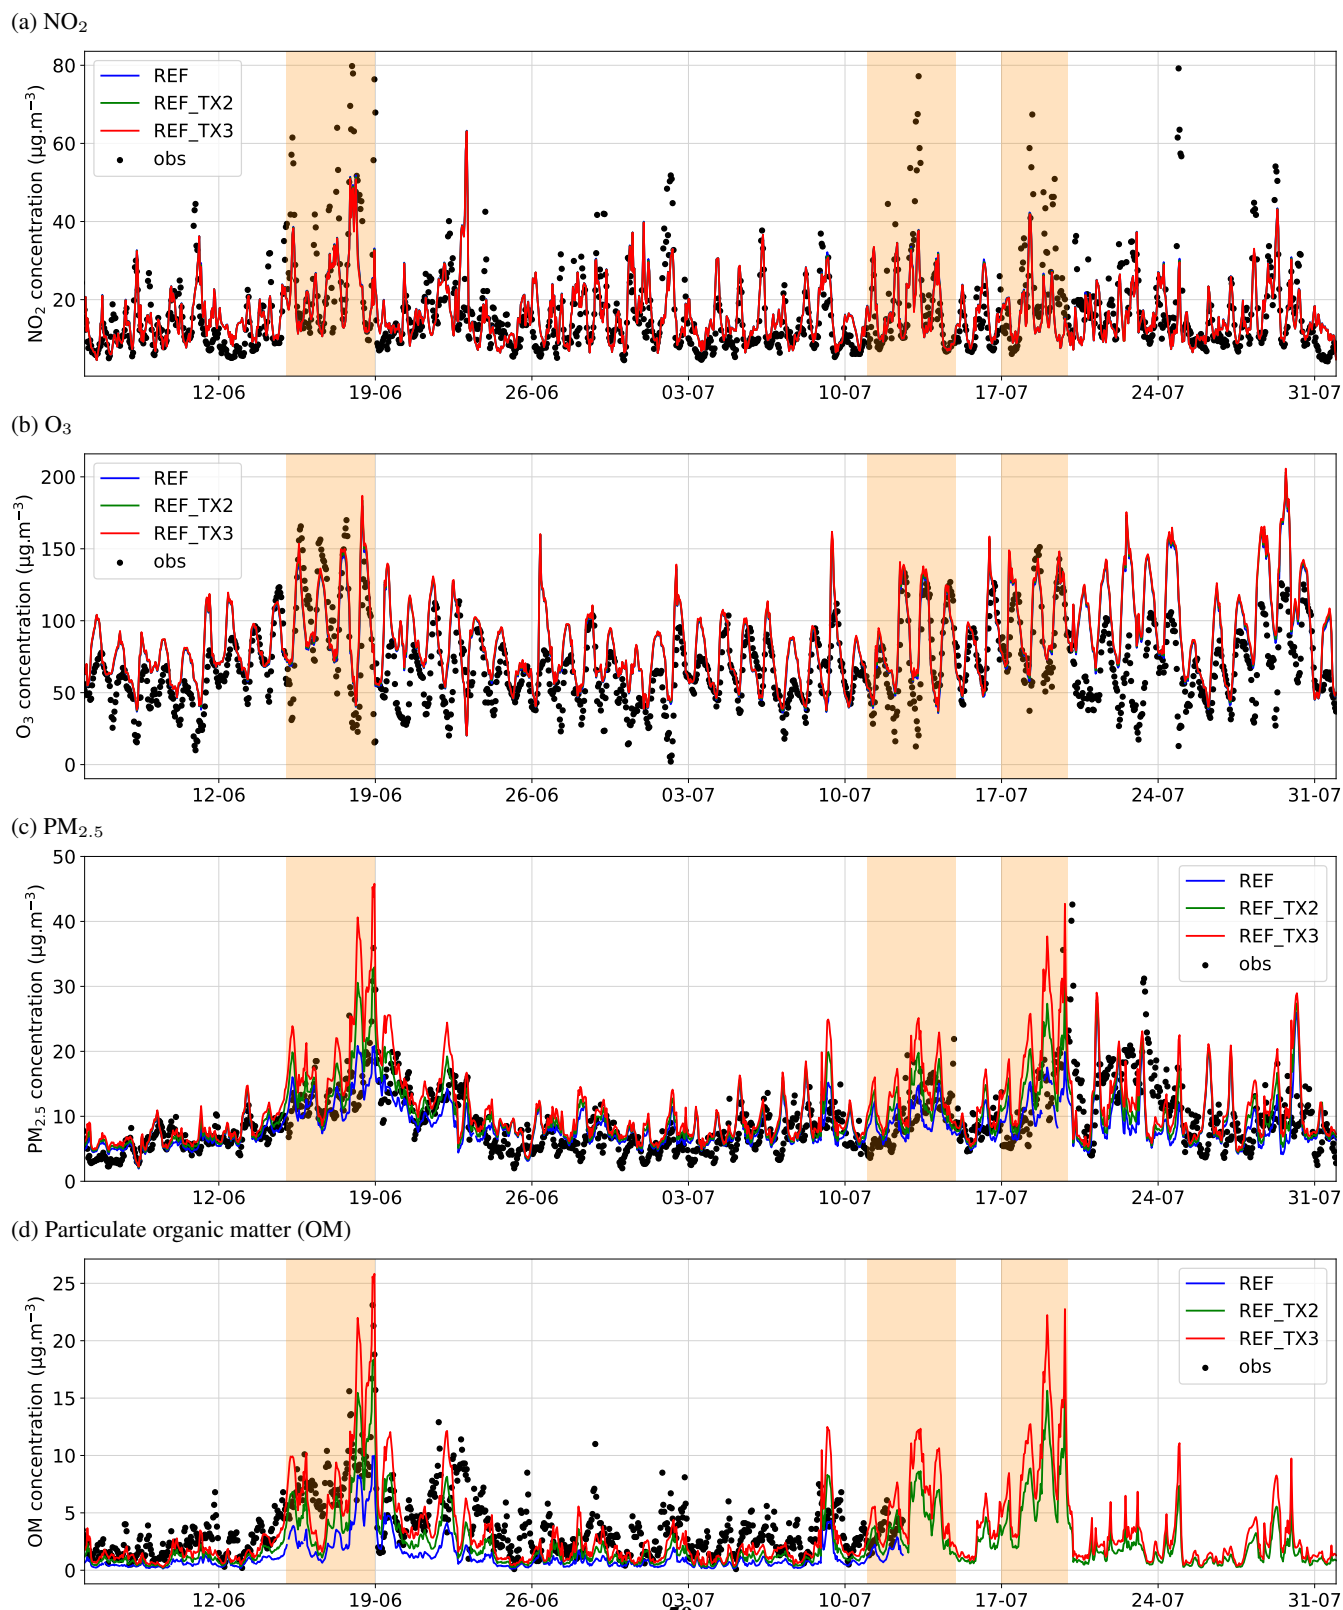 (a) NO₂
80
60
40
20
NO₂ concentration (µg.m⁻³)
REF
REF_TX2
REF_TX3
obs
12-06 19-06 26-06 03-07 10-07 17-07 24-07 31-07
(b) O₃
200
150
100
50
0
O₃ concentration (µg.m⁻³)
REF
REF_TX2
REF_TX3
obs
12-06 19-06 26-06 03-07 10-07 17-07 24-07 31-07
(c) PM₂.₅
50
40
30
20
10
0
PM₂.₅ concentration (µg.m⁻³)
REF
REF_TX2
REF_TX3
obs
12-06 19-06 26-06 03-07 10-07 17-07 24-07 31-07
(d) Particulate organic matter (OM)
25
20
15
10
5
0
OM concentration (µg.m⁻³)
REF
REF_TX2
REF_TX3
obs
12-06 19-06 26-06 03-07 10-07 17-07 24-07 31-07